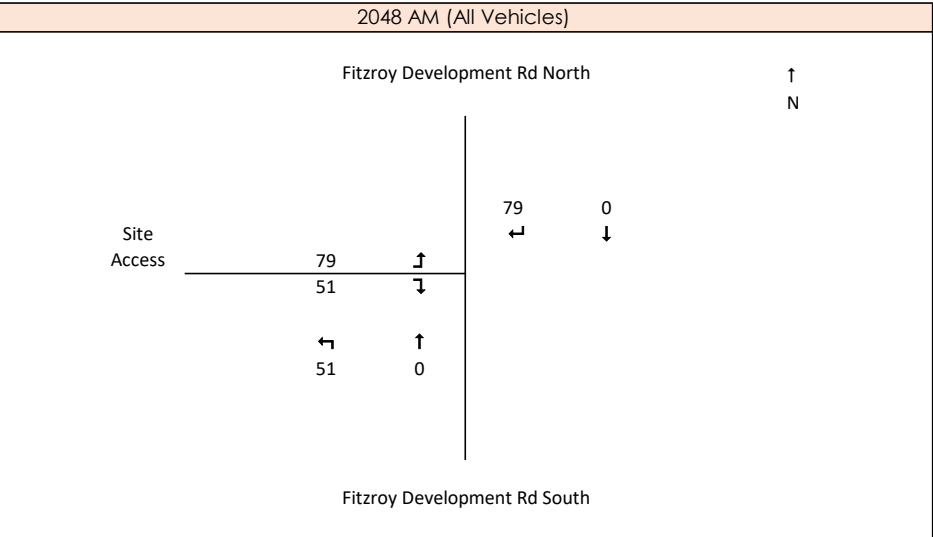 2048 AM (All Vehicles)
Fitzroy Development Rd North
↑
N
79 0
↵ ↓
Site
Access
79 ⮥
51 ⮧
↰ ↑
51 0
Fitzroy Development Rd South